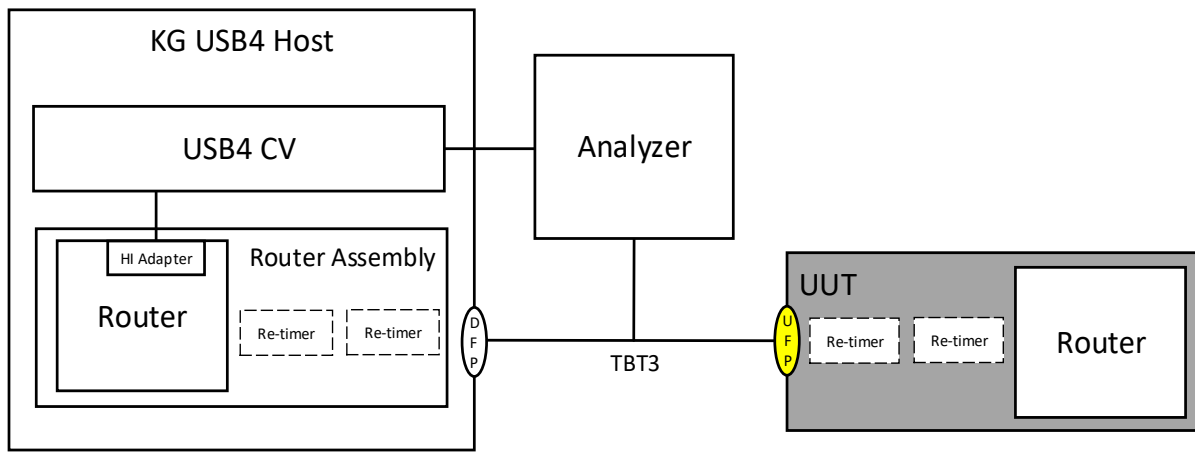 KG USB4 Host
USB4 CV
Analyzer
HI Adapter
Router Assembly
Router
Re-timer
Re-timer
D
F
P
TBT3
U
F
P
UUT
Re-timer
Re-timer
Router